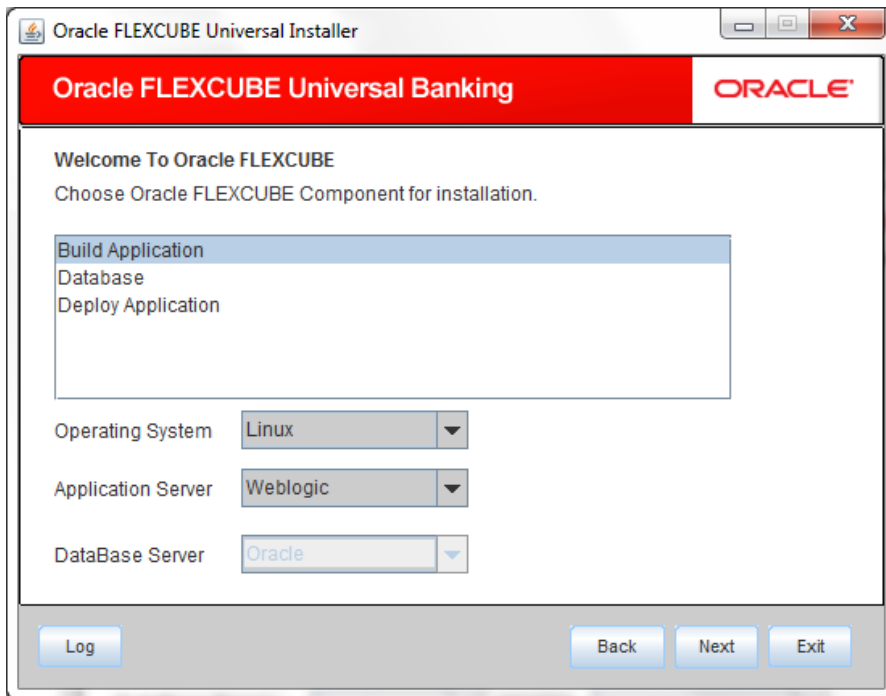 Oracle FLEXCUBE Universal Installer
Oracle FLEXCUBE Universal Banking
ORACLE
Welcome To Oracle FLEXCUBE
Choose Oracle FLEXCUBE Component for installation.
Build Application
Database
Deploy Application
Operating System Linux
Application Server Weblogic
DataBase Server Oracle
Log Back Next Exit